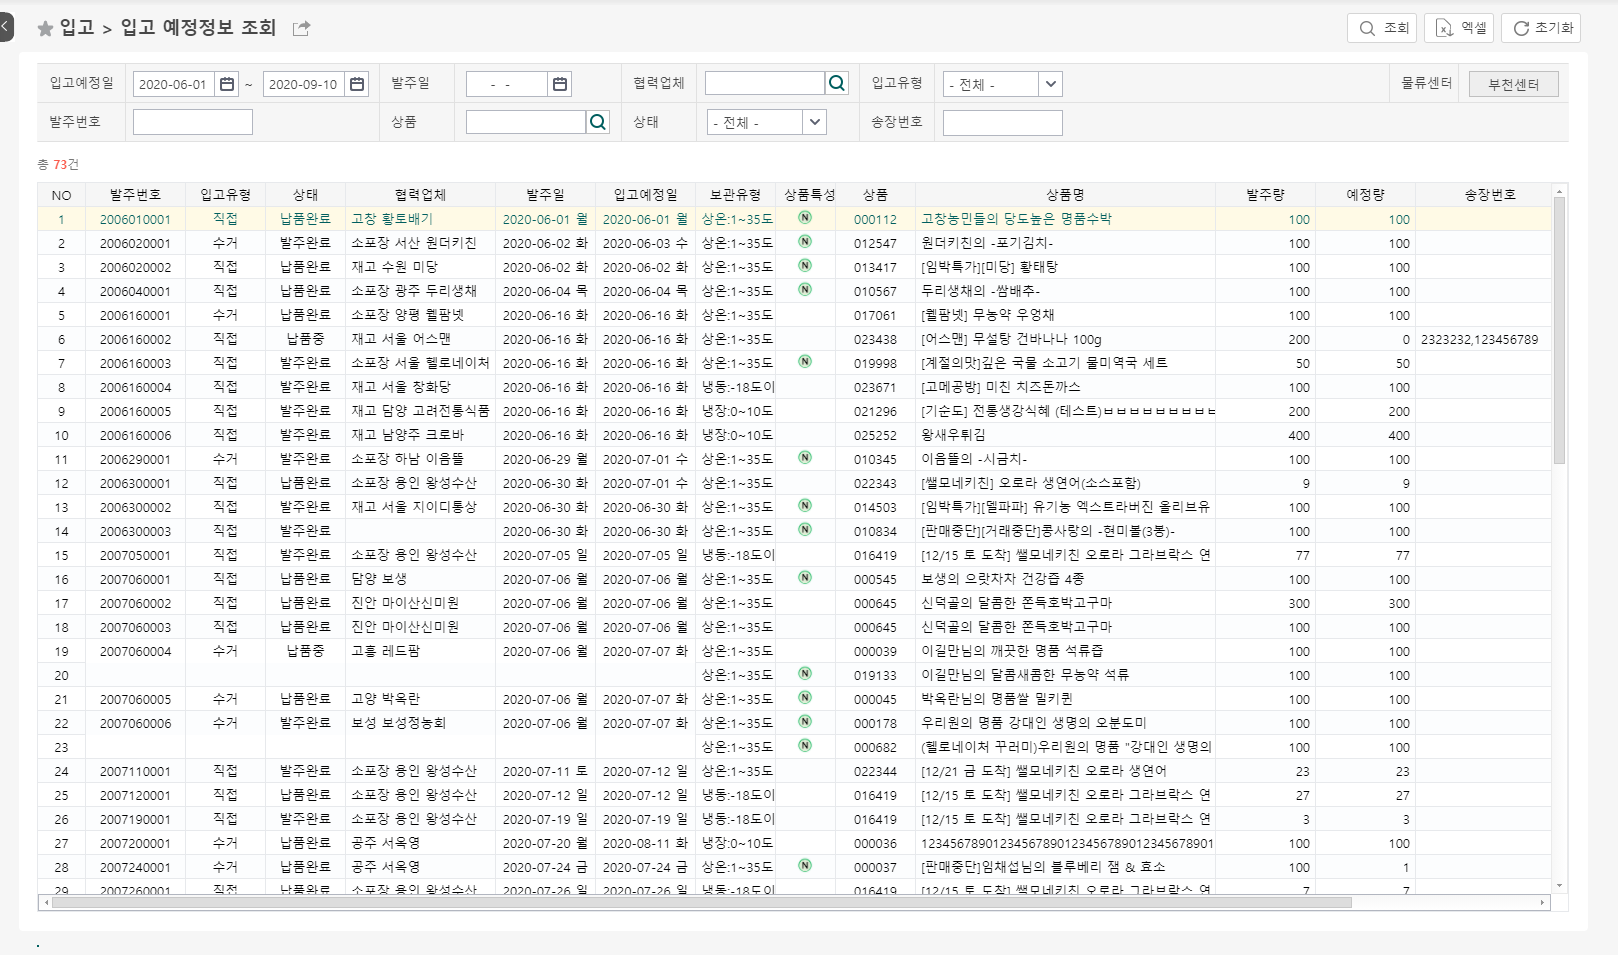 입고 > 입고 예정정보 조회
조회 엑셀 초기화
입고예정일 2020-06-01 ~ 2020-09-10 발주일 - - 협력업체 입고유형 - 전체 - 물류센터 부천센터
발주번호 상품 상태 - 전체 - 송장번호
총 73건
NO 발주번호 입고유형 상태 협력업체 발주일 입고예정일 보관유형 상품특성 상품 상품명 발주량 예정량 송장번호
1 2006010001 직접 납품완료 고창 황토배기 2020-06-01 월 2020-06-01 월 상온:1~35도 N 000112 고창농민들의 당도높은 명품수박 100 100
2 2006020001 수거 발주완료 소포장 서산 원더키친 2020-06-02 화 2020-06-03 수 상온:1~35도 N 012547 원더키친의 -포기김치- 100 100
3 2006020002 직접 납품완료 재고 수원 미당 2020-06-02 화 2020-06-02 화 상온:1~35도 N 013417 [임박특가][미당] 황태탕 100 100
4 2006040001 직접 납품완료 소포장 광주 두리생채 2020-06-04 목 2020-06-04 목 상온:1~35도 N 010567 두리생채의 -쌈배추- 100 100
5 2006160001 수거 발주완료 소포장 양평 웰팜넷 2020-06-16 화 2020-06-16 화 상온:1~35도 017061 [웰팜넷] 무농약 우엉채 100 100
6 2006160002 직접 납품중 재고 서울 어스맨 2020-06-16 화 2020-06-16 화 상온:1~35도 023438 [어스맨] 무설탕 건바나나 100g 200 0 2323232,123456789
7 2006160003 직접 발주완료 소포장 서울 헬로네이처 2020-06-16 화 2020-06-16 화 상온:1~35도 N 019998 [계절의맛]깊은 국물 소고기 물미역국 세트 50 50
8 2006160004 직접 발주완료 재고 서울 창화당 2020-06-16 화 2020-06-16 화 냉동:-18도이 023671 [고메공방] 미친 치즈돈까스 100 100
9 2006160005 직접 발주완료 재고 담양 고려전통식품 2020-06-16 화 2020-06-16 화 냉장:0~10도 021296 [기순도] 전통생강식혜 (테스트)ㅂㅂㅂㅂㅂㅂㅂㅂㅂ 200 200
10 2006160006 직접 발주완료 재고 남양주 크로바 2020-06-16 화 2020-06-16 화 냉장:0~10도 025252 왕새우튀김 400 400
11 2006290001 수거 발주완료 소포장 하남 이음뜰 2020-06-29 월 2020-07-01 수 상온:1~35도 N 010345 이음뜰의 -시금치- 100 100
12 2006300001 직접 납품완료 소포장 용인 왕성수산 2020-06-30 화 2020-07-01 수 상온:1~35도 022343 [쌜모네키친] 오로라 생연어(소스포함) 9 9
13 2006300002 직접 납품완료 재고 서울 지이디통상 2020-06-30 화 2020-06-30 화 상온:1~35도 N 014503 [임박특가][델파파] 유기농 엑스트라버진 올리브유 100 100
14 2006300003 직접 발주완료 2020-06-30 화 2020-06-30 화 상온:1~35도 N 010834 [판매중단][거래중단]콩사랑의 -현미볼(3봉)- 100 100
15 2007050001 직접 발주완료 소포장 용인 왕성수산 2020-07-05 일 2020-07-05 일 냉동:-18도이 016419 [12/15 토 도착] 쌜모네키친 오로라 그라브락스 연 77 77
16 2007060001 직접 납품완료 담양 보생 2020-07-06 월 2020-07-06 월 상온:1~35도 N 000545 보생의 으랏차차 건강즙 4종 100 100
17 2007060002 직접 납품완료 진안 마이산신미원 2020-07-06 월 2020-07-06 월 상온:1~35도 000645 신덕골의 달콤한 쫀득호박고구마 300 300
18 2007060003 직접 납품완료 진안 마이산신미원 2020-07-06 월 2020-07-06 월 상온:1~35도 000645 신덕골의 달콤한 쫀득호박고구마 100 100
19 2007060004 수거 납품중 고흥 레드팜 2020-07-06 월 2020-07-07 화 상온:1~35도 000039 이길만님의 깨끗한 명품 석류즙 100 100
20 상온:1~35도 N 019133 이길만님의 달콤새콤한 무농약 석류 100 100
21 2007060005 수거 납품완료 고양 박옥란 2020-07-06 월 2020-07-07 화 상온:1~35도 N 000045 박옥란님의 명품쌀 밀키퀸 100 100
22 2007060006 수거 발주완료 보성 보성정농회 2020-07-06 월 2020-07-07 화 상온:1~35도 N 000178 우리원의 명품 강대인 생명의 오분도미 100 100
23 상온:1~35도 N 000682 (헬로네이처 꾸러미)우리원의 명품 "강대인 생명의 100 100
24 2007110001 직접 발주완료 소포장 용인 왕성수산 2020-07-11 토 2020-07-12 일 상온:1~35도 022344 [12/21 금 도착] 쌜모네키친 오로라 생연어 23 23
25 2007120001 직접 납품완료 소포장 용인 왕성수산 2020-07-12 일 2020-07-12 일 냉동:-18도이 016419 [12/15 토 도착] 쌜모네키친 오로라 그라브락스 연 27 27
26 2007190001 직접 발주완료 소포장 용인 왕성수산 2020-07-19 일 2020-07-19 일 냉동:-18도이 016419 [12/15 토 도착] 쌜모네키친 오로라 그라브락스 연 3 3
27 2007200001 수거 납품완료 공주 서옥영 2020-07-20 월 2020-08-11 화 냉장:0~10도 000036 1234567890123456789012345678901234567890 100 100
28 2007240001 수거 납품완료 공주 서옥영 2020-07-24 금 2020-07-24 금 상온:1~35도 N 000037 [판매중단]임채섭님의 블루베리 잼 & 효소 100 1
29 2007260001 직접 납품완료 소포장 용인 왕성수산 2020-07-26 일 2020-07-26 일 냉동:-18도이 016419 [12/15 토 도착] 쌜모네키친 오로라 그라브락스 연 7 7